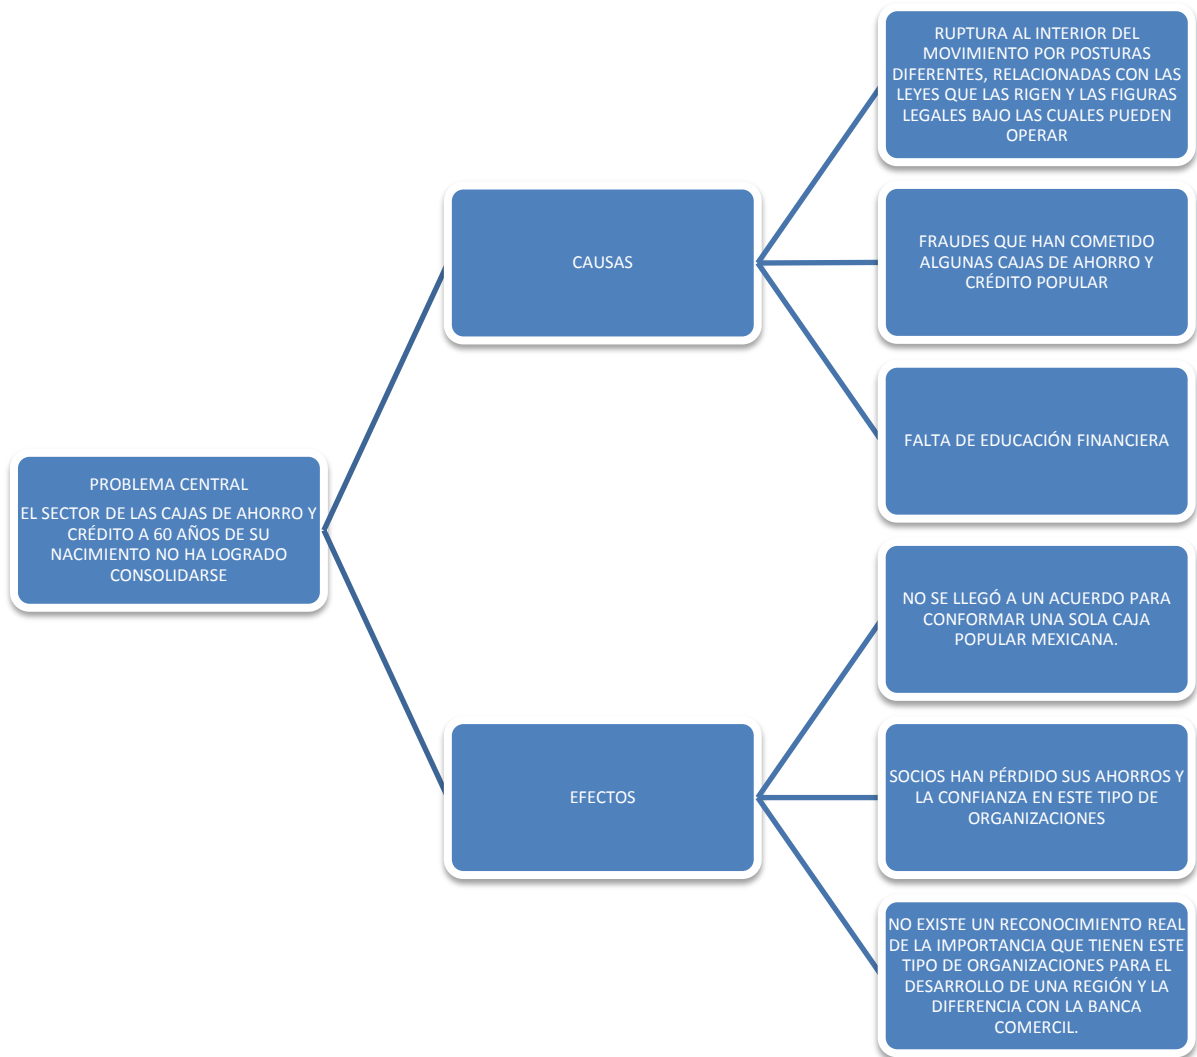 PROBLEMA CENTRAL
EL SECTOR DE LAS CAJAS DE AHORRO Y
CRÉDITO A 60 AÑOS DE SU
NACIMIENTO NO HA LOGRADO
CONSOLIDARSE
CAUSAS
RUPTURA AL INTERIOR DEL
MOVIMIENTO POR POSTURAS
DIFERENTES, RELACIONADAS CON LAS
LEYES QUE LAS RIGEN Y LAS FIGURAS
LEGALES BAJO LAS CUALES PUEDEN
OPERAR
FRAUDES QUE HAN COMETIDO
ALGUNAS CAJAS DE AHORRO Y
CRÉDITO POPULAR
FALTA DE EDUCACIÓN FINANCIERA
EFECTOS
NO SE LLEGÓ A UN ACUERDO PARA
CONFORMAR UNA SOLA CAJA
POPULAR MEXICANA.
SOCIOS HAN PÉRDIDO SUS AHORROS Y
LA CONFIANZA EN ESTE TIPO DE
ORGANIZACIONES
NO EXISTE UN RECONOCIMIENTO REAL
DE LA IMPORTANCIA QUE TIENEN ESTE
TIPO DE ORGANIZACIONES PARA EL
DESARROLLO DE UNA REGIÓN Y LA
DIFERENCIA CON LA BANCA
COMERCIL.